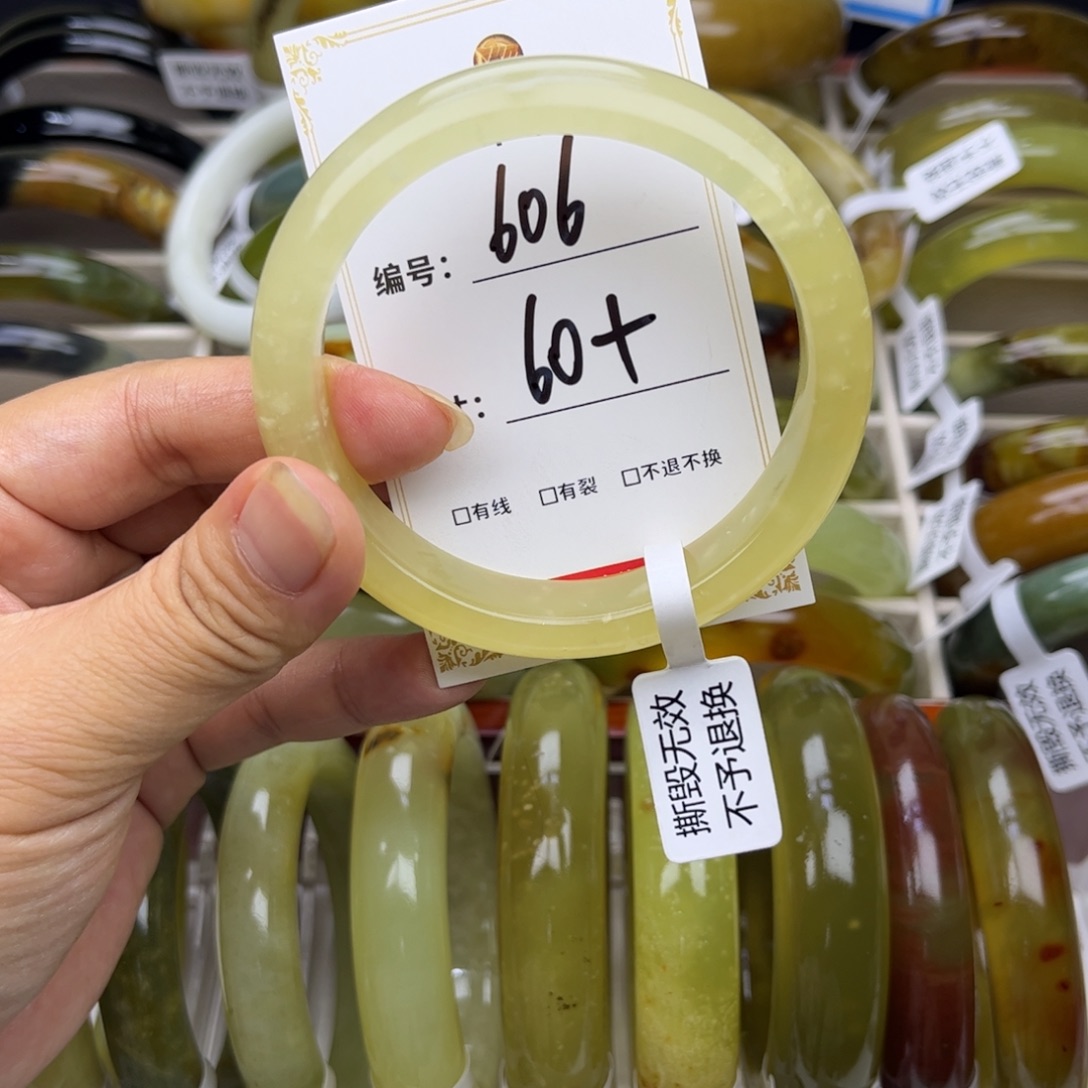 编号: 606
: 60+
□有线 □有裂 □不退不换
撕毁无效
不予退换